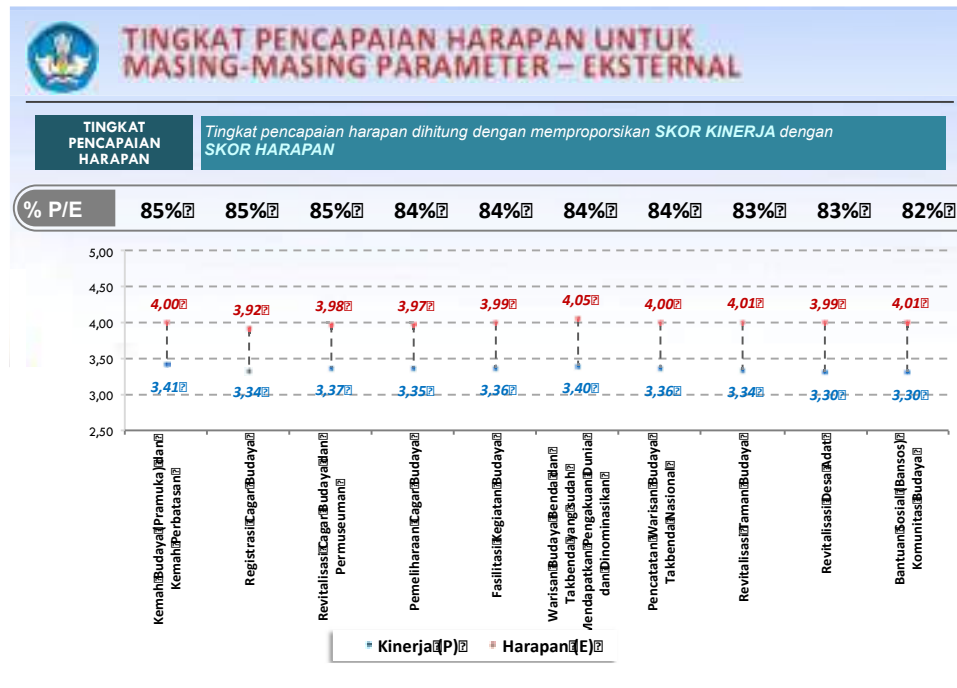 TINGKAT PENCAPAIAN HARAPAN UNTUK
MASING-MASING PARAMETER – EKSTERNAL
TINGKAT
PENCAPAIAN
HARAPAN
Tingkat pencapaian harapan dihitung dengan memproporsikan SKOR KINERJA dengan
SKOR HARAPAN
% P/E 85% 85% 85% 84% 84% 84% 84% 83% 83% 82%
5,00
4,50
4,00
3,50
3,00
2,50
4,00 3,92 3,98 3,97 3,99 4,05 4,00 4,01 3,99 4,01
3,41 3,34 3,37 3,35 3,36 3,40 3,36 3,34 3,30 3,30
Kemah Budaya (Pramuka) dan
Kemah Perbatasan
Registrasi Cagar Budaya
Revitalisasi Cagar Budaya dan
Permuseuman
Pemeliharaan Cagar Budaya
Fasilitasi Kegiatan Budaya
Warisan Budaya Benda dan
Takbenda yang sudah
Mendapatkan Pengakuan Dunia
dan Dinominasikan
Pencatatan Warisan Budaya
Takbenda Nasional
Revitalisasi Taman Budaya
Revitalisasi Desa Adat
Bantuan Sosial (Bansos)
Komunitas Budaya
Kinerja (P) Harapan (E)